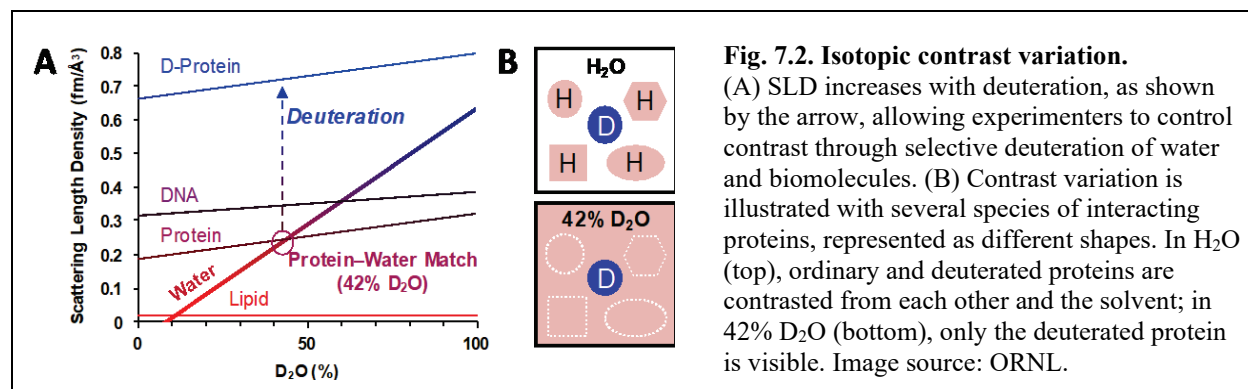 A
Scattering Length Density (fm/Å³)
0.8
0.7
0.6
0.5
0.4
0.3
0.2
0.1
0
D-Protein
Deuteration
DNA
Protein
Water
Protein–Water Match
(42% D₂O)
Lipid
0
50
100
D₂O (%)
B
H₂O
H
H
D
H
H
42% D₂O
D
Fig. 7.2. Isotopic contrast variation.
(A) SLD increases with deuteration, as shown
by the arrow, allowing experimenters to control
contrast through selective deuteration of water
and biomolecules. (B) Contrast variation is
illustrated with several species of interacting
proteins, represented as different shapes. In H₂O
(top), ordinary and deuterated proteins are
contrasted from each other and the solvent; in
42% D₂O (bottom), only the deuterated protein
is visible. Image source: ORNL.